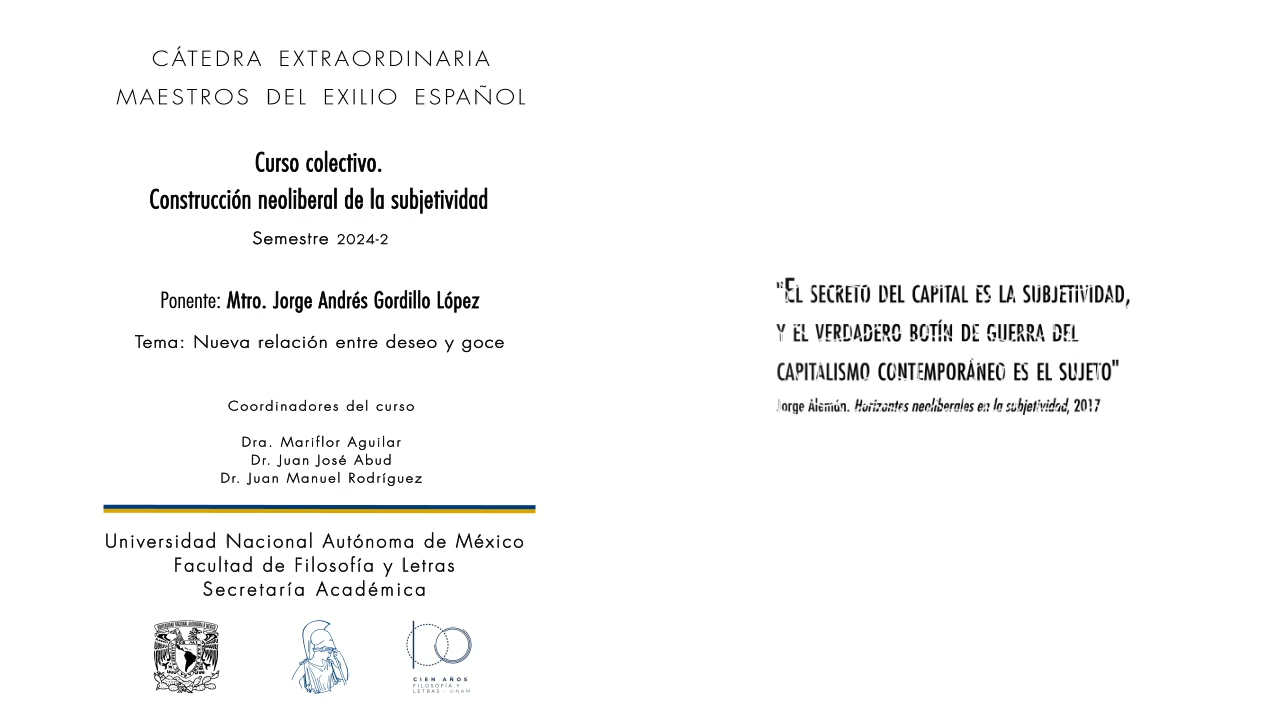 CÁTEDRA EXTRAORDINARIA
MAESTROS DEL EXILIO ESPAÑOL
Curso colectivo.
Construcción neoliberal de la subjetividad
Semestre 2024-2
Ponente: Mtro. Jorge Andrés Gordillo López
Tema: Nueva relación entre deseo y goce
Coordinadores del curso
Dra. Mariflor Aguilar
Dr. Juan José Abud
Dr. Juan Manuel Rodríguez
Universidad Nacional Autónoma de México
Facultad de Filosofía y Letras
Secretaría Académica
CIEN AÑOS
FILOSOFÍA Y
LETRAS · UNAM
"EL SECRETO DEL CAPITAL ES LA SUBJETIVIDAD,
Y EL VERDADERO BOTÍN DE GUERRA DEL
CAPITALISMO CONTEMPORÁNEO ES EL SUJETO"
Jorge Alemán. Horizontes neoliberales en la subjetividad, 2017